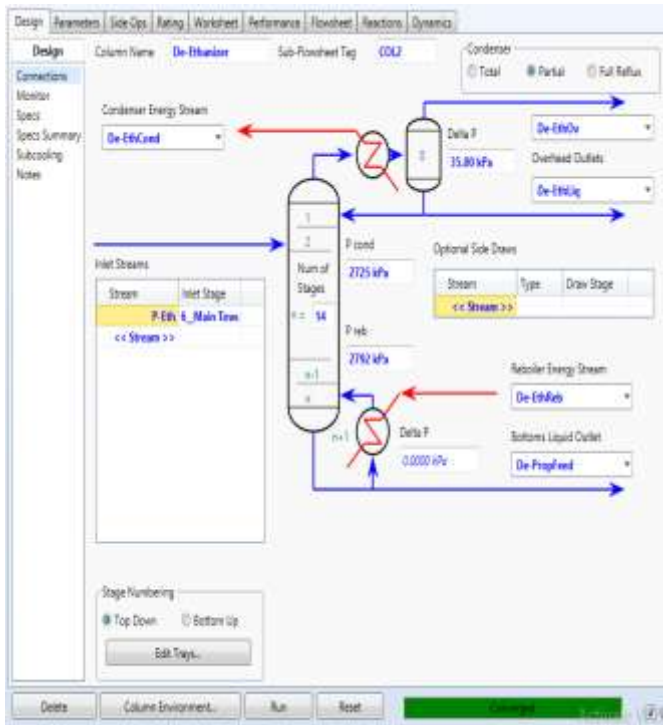 Design Parameters Side Ops Rating Worksheet Performance Flowsheet Reactions Dynamics
Design
Connections
Monitor
Specs
Specs Summary
Subcooling
Notes
Column Name De-Ethanizer Sub-Flowsheet Tag COL2
Condenser
Total Partial Full Reflux
Condenser Energy Stream
De-EthCond
Delta P
35.00 kPa
De-EthOv
Overhead Outlets
De-EthLiq
Inlet Streams
Stream Inlet Stage
P-Eth 6_Main Tow
<< Stream >>
1
2
Num of
Stages
n = 14
n-1
n
P cond
2725 kPa
P reb
2792 kPa
Optional Side Draws
Stream Type Draw Stage
<< Stream >>
Reboiler Energy Stream
De-EthReb
n+1
Delta P
0.0000 kPa
Bottoms Liquid Outlet
De-PropFeed
Stage Numbering
Top Down Bottom Up
Edit Trays...
Delete Column Environment... Run Reset Converged